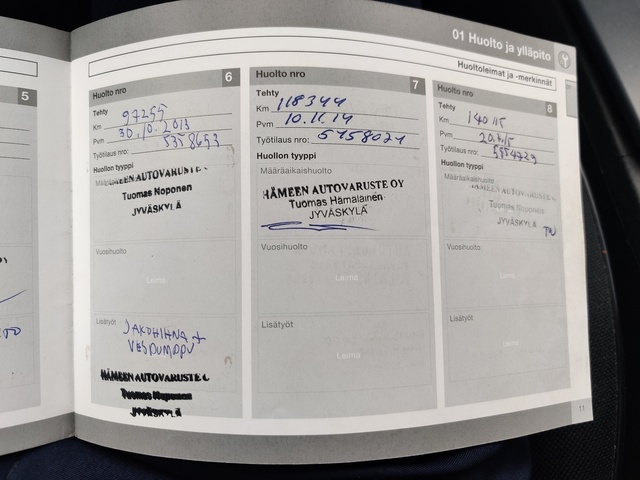 01 Huolto ja ylläpito
Huoltoleimat ja -merkinnät
5
Huolto nro 6
Tehty
Km 97255
Pvm 30.10.2013
Työtilaus nro: 5358653
Huollon tyyppi
HÄMEEN AUTOVARUSTE
Tuomas Noponen
JYVÄSKYLÄ
Vuosihuolto
Leima
Lisätyöt
JAKOHIHNA +
VESIPUMPPU
HÄMEEN AUTOVARUSTE
Tuomas Noponen
JYVÄSKYLÄ
Huolto nro 7
Tehty
Km 118344
Pvm 10.11.14
Työtilaus nro: 5458021
Huollon tyyppi
Määräaikaishuolto
HÄMEEN AUTOVARUSTE OY
Tuomas Hämäläinen
JYVÄSKYLÄ
Vuosihuolto
Leima
Lisätyöt
Leima
Huolto nro 8
Tehty
Km 140115
Pvm
Työtilaus nro: 5554729
Huollon tyyppi
Määräaikaishuolto
Tuomas Noponen
JYVÄSKYLÄ
TN
Vuosihuolto
Leima
Lisätyöt
Leima
11